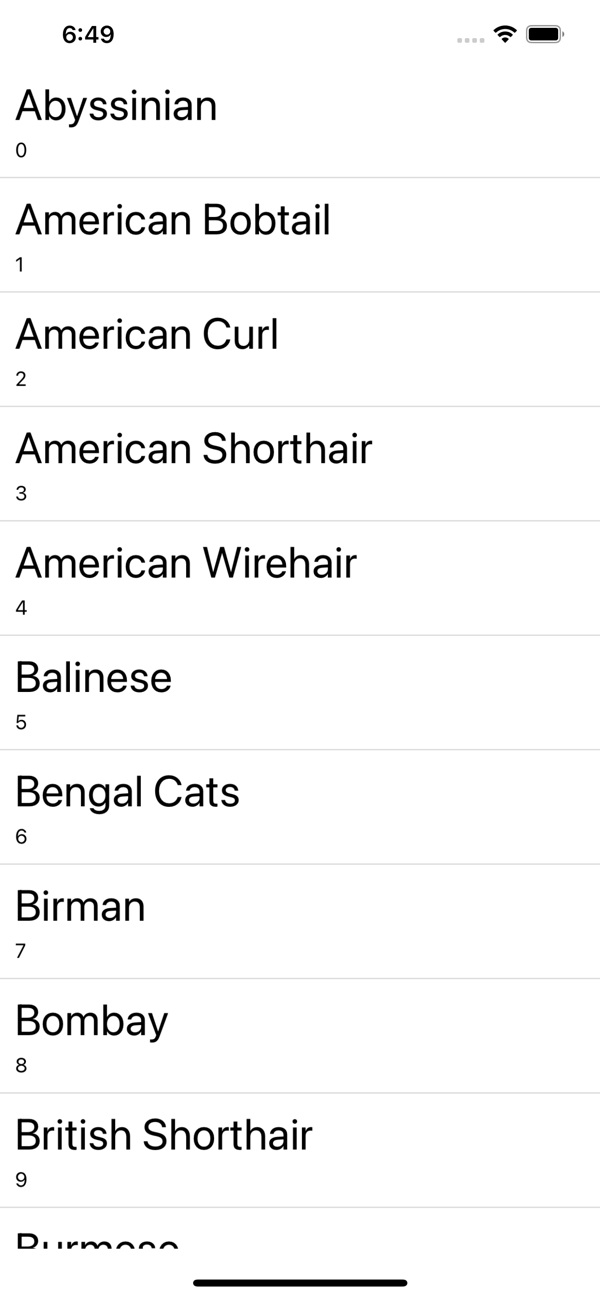 6:49
Abyssinian
0
American Bobtail
1
American Curl
2
American Shorthair
3
American Wirehair
4
Balinese
5
Bengal Cats
6
Birman
7
Bombay
8
British Shorthair
9
Burmese